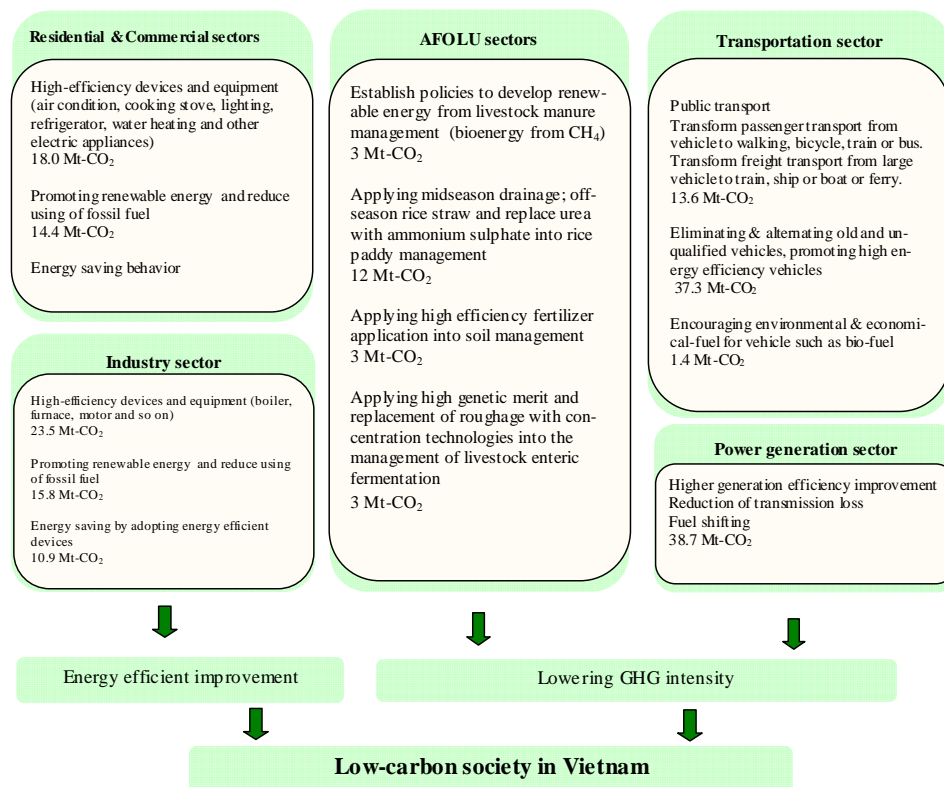 Residential & Commercial sectors
High-efficiency devices and equipment
(air condition, cooking stove, lighting,
refrigerator, water heating and other
electric appliances)
18.0 Mt-CO₂
Promoting renewable energy and reduce
using of fossil fuel
14.4 Mt-CO₂
Energy saving behavior
Industry sector
High-efficiency devices and equipment (boiler,
furnace, motor and so on)
23.5 Mt-CO₂
Promoting renewable energy and reduce using
of fossil fuel
15.8 Mt-CO₂
Energy saving by adopting energy efficient
devices
10.9 Mt-CO₂
AFOLU sectors
Establish policies to develop renew-
able energy from livestock manure
management (bioenergy from CH₄)
3 Mt-CO₂
Applying midseason drainage; off-
season rice straw and replace urea
with ammonium sulphate into rice
paddy management
12 Mt-CO₂
Applying high efficiency fertilizer
application into soil management
3 Mt-CO₂
Applying high genetic merit and
replacement of roughage with con-
centration technologies into the
management of livestock enteric
fermentation
3 Mt-CO₂
Transportation sector
Public transport
Transform passenger transport from
vehicle to walking, bicycle, train or bus.
Transform freight transport from large
vehicle to train, ship or boat or ferry.
13.6 Mt-CO₂
Eliminating & alternating old and un-
qualified vehicles, promoting high en-
ergy efficiency vehicles
37.3 Mt-CO₂
Encouraging environmental & economi-
cal-fuel for vehicle such as bio-fuel
1.4 Mt-CO₂
Power generation sector
Higher generation efficiency improvement
Reduction of transmission loss
Fuel shifting
38.7 Mt-CO₂
Energy efficient improvement
Lowering GHG intensity
Low-carbon society in Vietnam